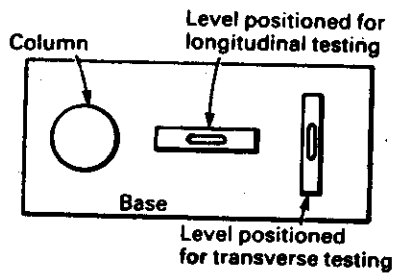 Level positioned for
longitudinal testing
Column
Base
Level positioned
for transverse testing